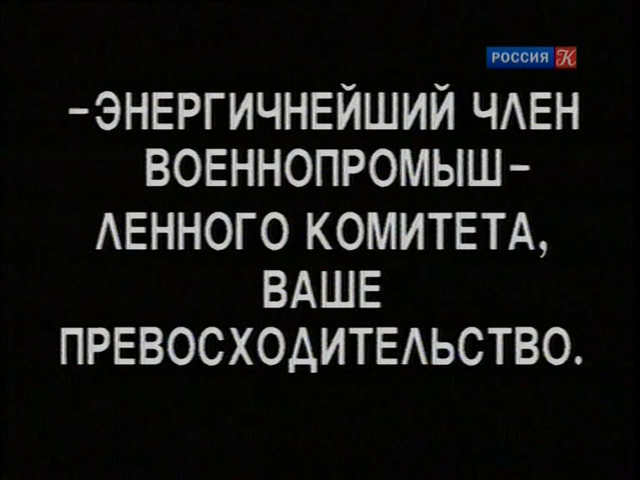 РОССИЯ К
-ЭНЕРГИЧНЕЙШИЙ ЧЛЕН
ВОЕННОПРОМЫШ-
ЛЕННОГО КОМИТЕТА,
ВАШЕ
ПРЕВОСХОДИТЕЛЬСТВО.